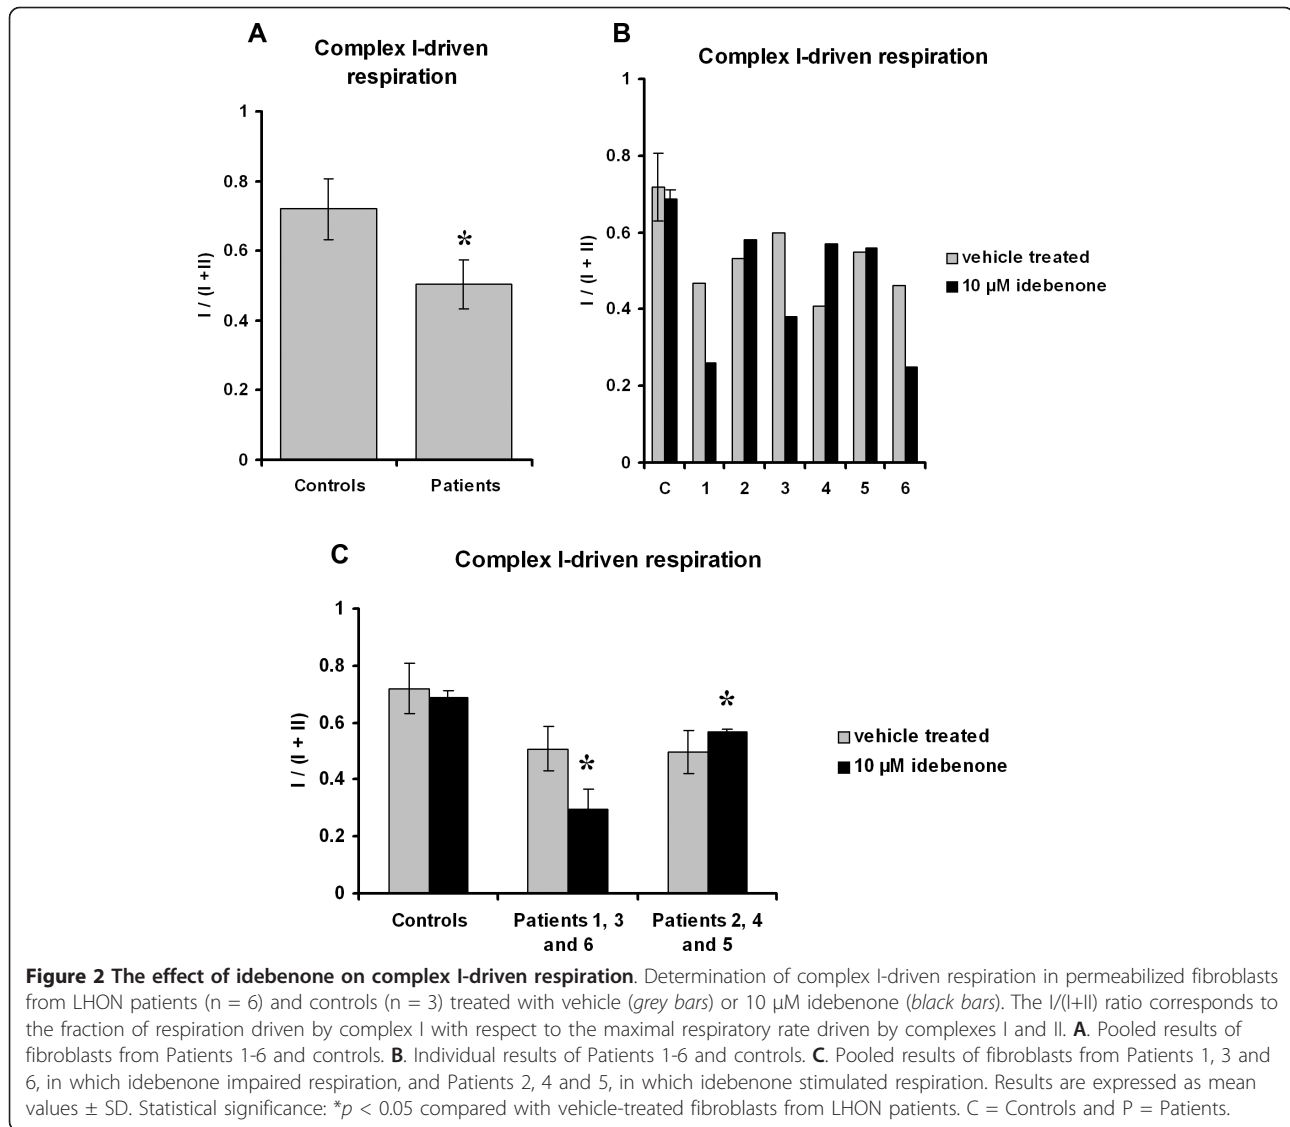 A
Complex I-driven
respiration
I / (I +II)
1
0.8
0.6
0.4
0.2
0
*
Controls Patients
B
Complex I-driven respiration
I / (I + II)
1
0.8
0.6
0.4
0.2
0
C 1 2 3 4 5 6
vehicle treated
10 µM idebenone
C
Complex I-driven respiration
I / (I + II)
1
0.8
0.6
0.4
0.2
0
*
*
Controls Patients 1, 3 Patients 2, 4
and 6 and 5
vehicle treated
10 µM idebenone
Figure 2 The effect of idebenone on complex I-driven respiration. Determination of complex I-driven respiration in permeabilized fibroblasts
from LHON patients (n = 6) and controls (n = 3) treated with vehicle (grey bars) or 10 µM idebenone (black bars). The I/(I+II) ratio corresponds to
the fraction of respiration driven by complex I with respect to the maximal respiratory rate driven by complexes I and II. A. Pooled results of
fibroblasts from Patients 1-6 and controls. B. Individual results of Patients 1-6 and controls. C. Pooled results of fibroblasts from Patients 1, 3 and
6, in which idebenone impaired respiration, and Patients 2, 4 and 5, in which idebenone stimulated respiration. Results are expressed as mean
values ± SD. Statistical significance: *p < 0.05 compared with vehicle-treated fibroblasts from LHON patients. C = Controls and P = Patients.